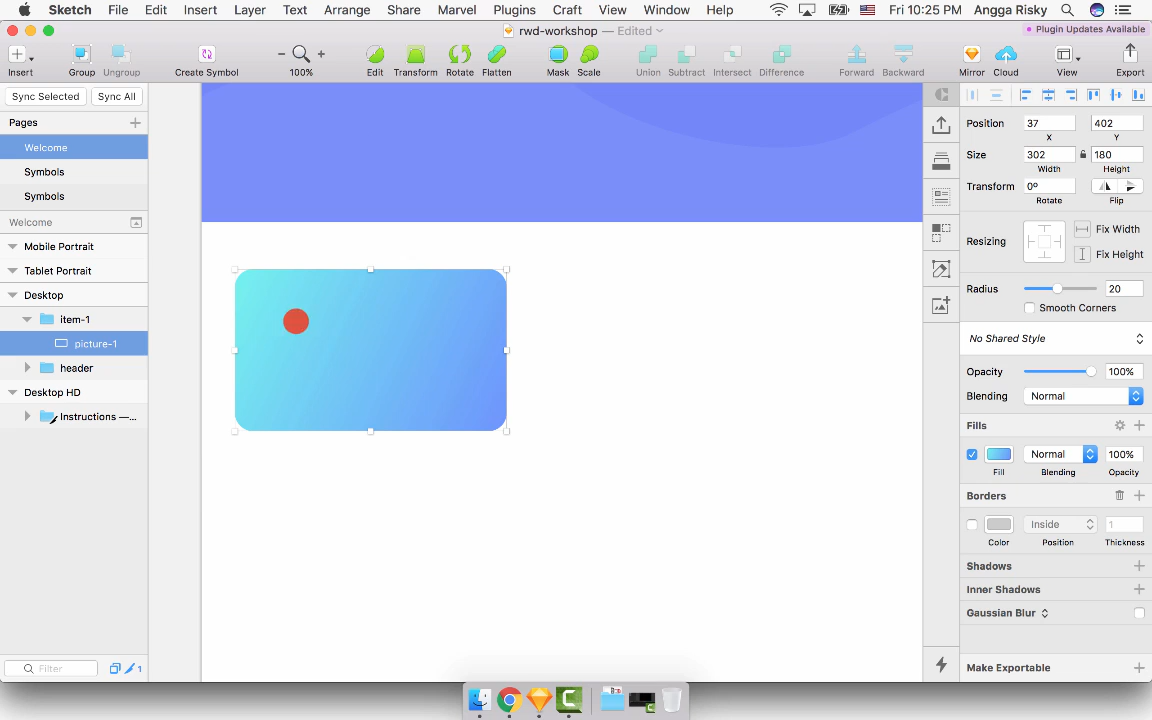 Sketch File Edit Insert Layer Text Arrange Share Marvel Plugins Craft View Window Help Fri 10:25 PM Angga Risky
rwd-workshop — Edited
Plugin Updates Available
Insert Group Ungroup Create Symbol 100% Edit Transform Rotate Flatten Mask Scale Union Subtract Intersect Difference Forward Backward Mirror Cloud View Export
Sync Selected Sync All
Pages
Welcome
Symbols
Symbols
Welcome
Mobile Portrait
Tablet Portrait
Desktop
item-1
picture-1
header
Desktop HD
Instructions —...
Filter 1
Position 37 402
X Y
Size 302 180
Width Height
Transform 0º
Rotate Flip
Resizing Fix Width
Fix Height
Radius 20
Smooth Corners
No Shared Style
Opacity 100%
Blending Normal
Fills
Normal 100%
Fill Blending Opacity
Borders
Inside 1
Color Position Thickness
Shadows
Inner Shadows
Gaussian Blur
Make Exportable